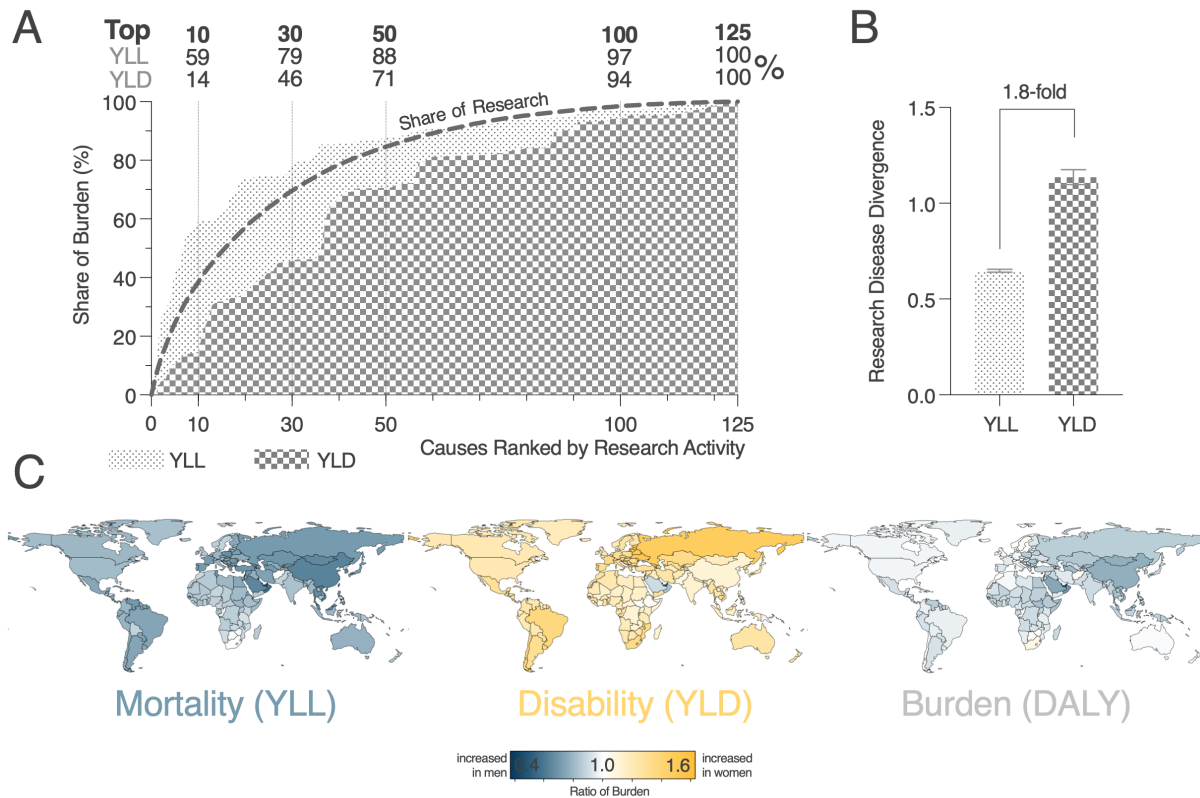 A
Top 10 30 50 100 125
YLL 59 79 88 97 100
YLD 14 46 71 94 100
%
Share of Research
Share of Burden (%)
100
80
60
40
20
0
0 10 30 50 100 125
Causes Ranked by Research Activity
YLL YLD
B
1.8-fold
Research Disease Divergence
1.5
1.0
0.5
0.0
YLL YLD
C
Mortality (YLL) Disability (YLD) Burden (DALY)
increased
in men
0.4 1.0 1.6
increased
in women
Ratio of Burden